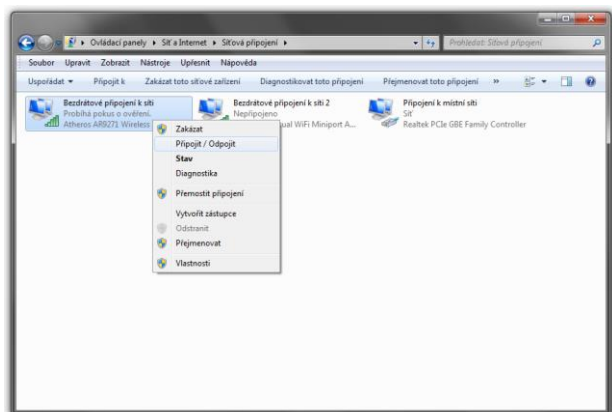 Ovládací panely ▸ Síť a Internet ▸ Síťová připojení ▸
Prohledat: Síťová připojení
Soubor Upravit Zobrazit Nástroje Upřesnit Nápověda
Uspořádat Připojit k Zakázat toto síťové zařízení Diagnostikovat toto připojení Přejmenovat toto připojení »
Bezdrátové připojení k síti
Probíhá pokus o ověření.
Atheros AR9271 Wireless
Bezdrátové připojení k síti 2
Nepřipojeno
ual WiFi Miniport A...
Připojení k místní síti
Síť
Realtek PCIe GBE Family Controller
Zakázat
Připojit / Odpojit
Stav
Diagnostika
Přemostit připojení
Vytvořit zástupce
Odstranit
Přejmenovat
Vlastnosti